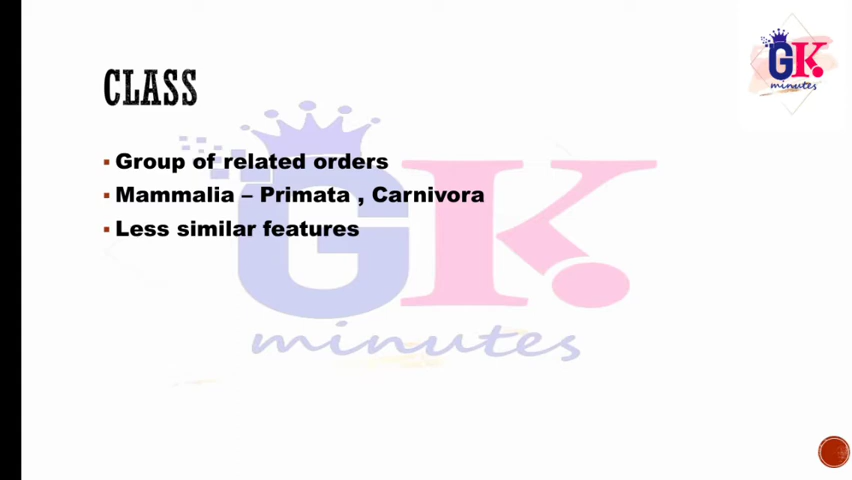 GK
minutes
CLASS
▪ Group of related orders
▪ Mammalia – Primata , Carnivora
▪ Less similar features
GK
minutes